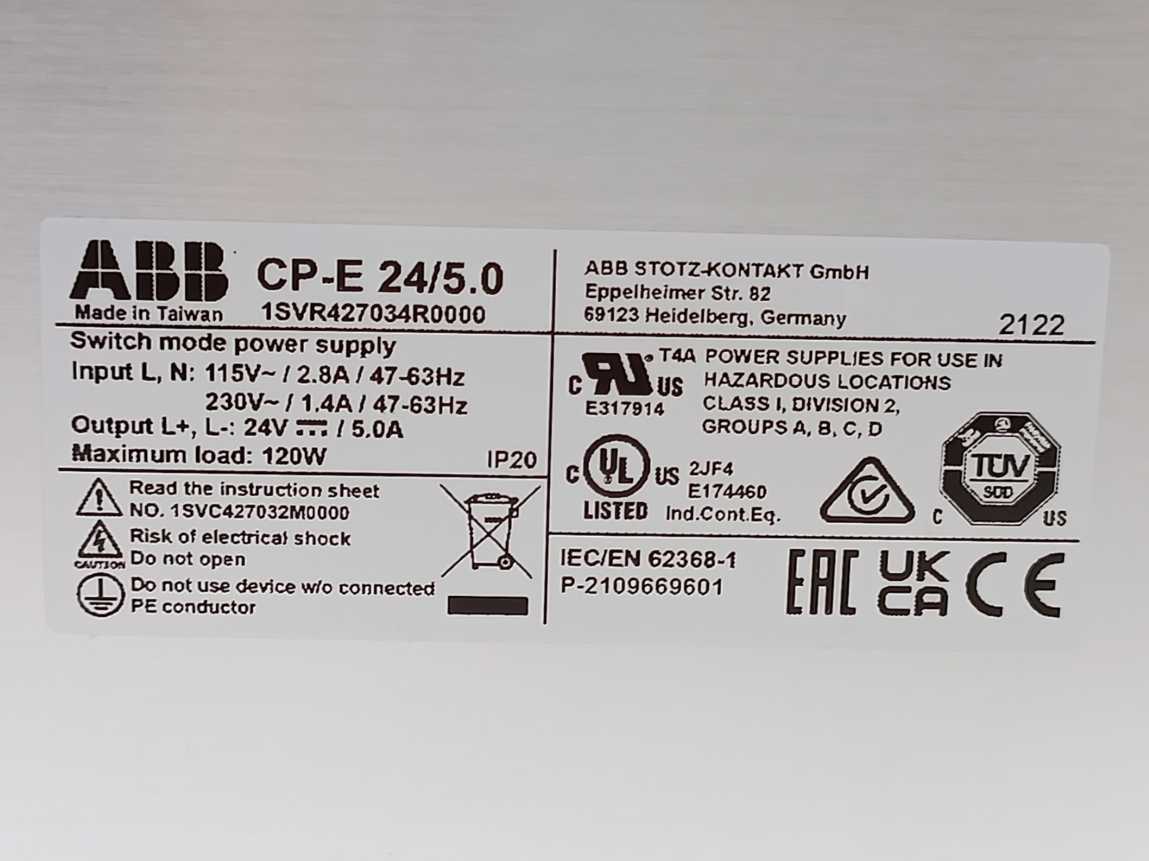 ABB CP-E 24/5.0
Made in Taiwan 1SVR427034R0000
Switch mode power supply
Input L, N: 115V~ / 2.8A / 47-63Hz
230V~ / 1.4A / 47-63Hz
Output L+, L-: 24V ⎓ / 5.0A
Maximum load: 120W IP20
Read the instruction sheet
NO. 1SVC427032M0000
Risk of electrical shock
CAUTION Do not open
Do not use device w/o connected
PE conductor
ABB STOTZ-KONTAKT GmbH
Eppelheimer Str. 82
69123 Heidelberg, Germany
2122
C RU US
E317914
T4A POWER SUPPLIES FOR USE IN
HAZARDOUS LOCATIONS
CLASS I, DIVISION 2,
GROUPS A, B, C, D
C UL US
LISTED
2JF4
E174460
Ind.Cont.Eq.
TÜV
SÜD
C US
IEC/EN 62368-1
P-2109669601
EAC UK CA CE